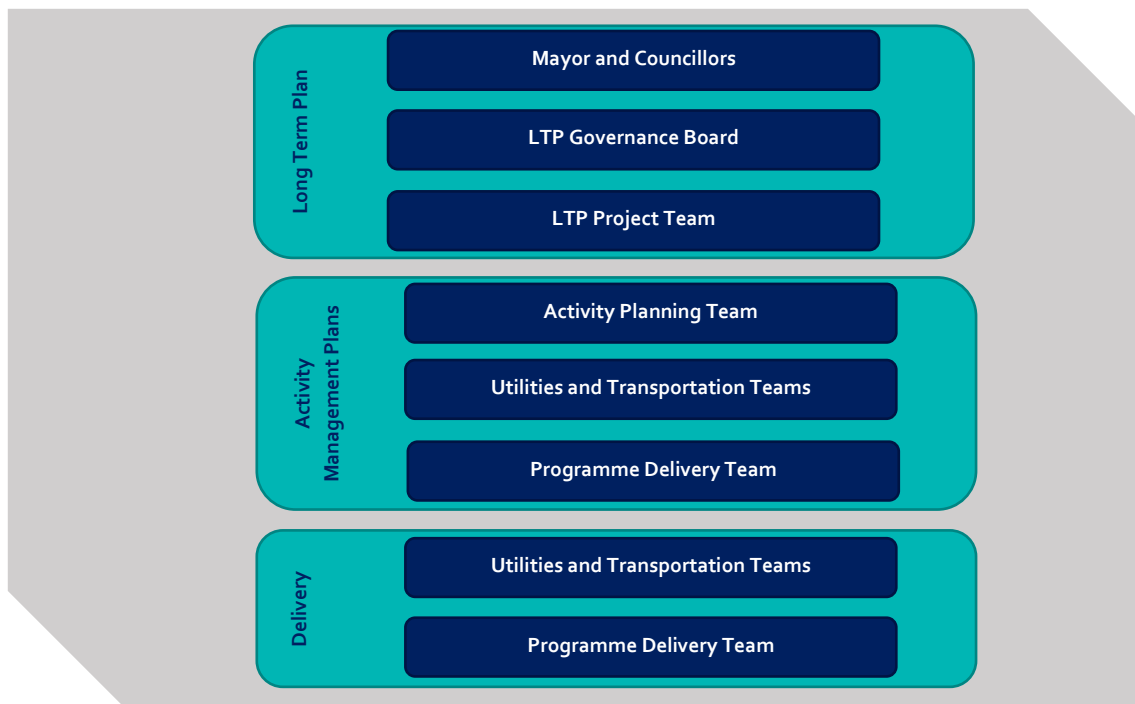 Long Term Plan
Mayor and Councillors
LTP Governance Board
LTP Project Team
Activity
Management Plans
Activity Planning Team
Utilities and Transportation Teams
Programme Delivery Team
Delivery
Utilities and Transportation Teams
Programme Delivery Team